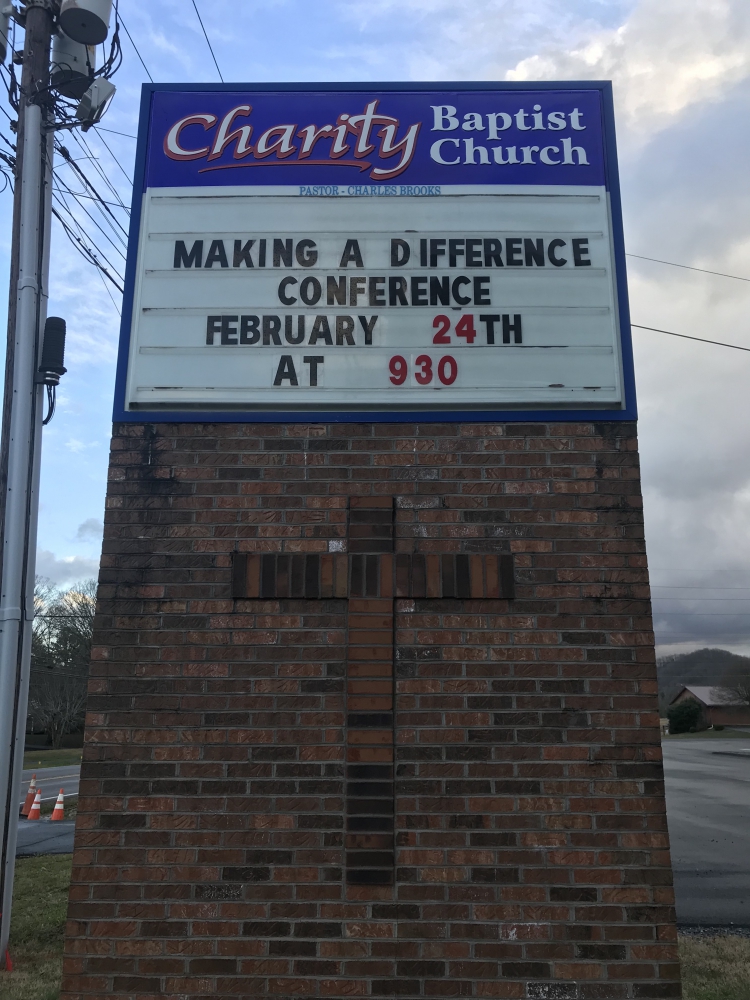 Charity Baptist Church
PASTOR - CHARLES BROOKS
MAKING A DIFFERENCE
CONFERENCE
FEBRUARY 24TH
AT 930